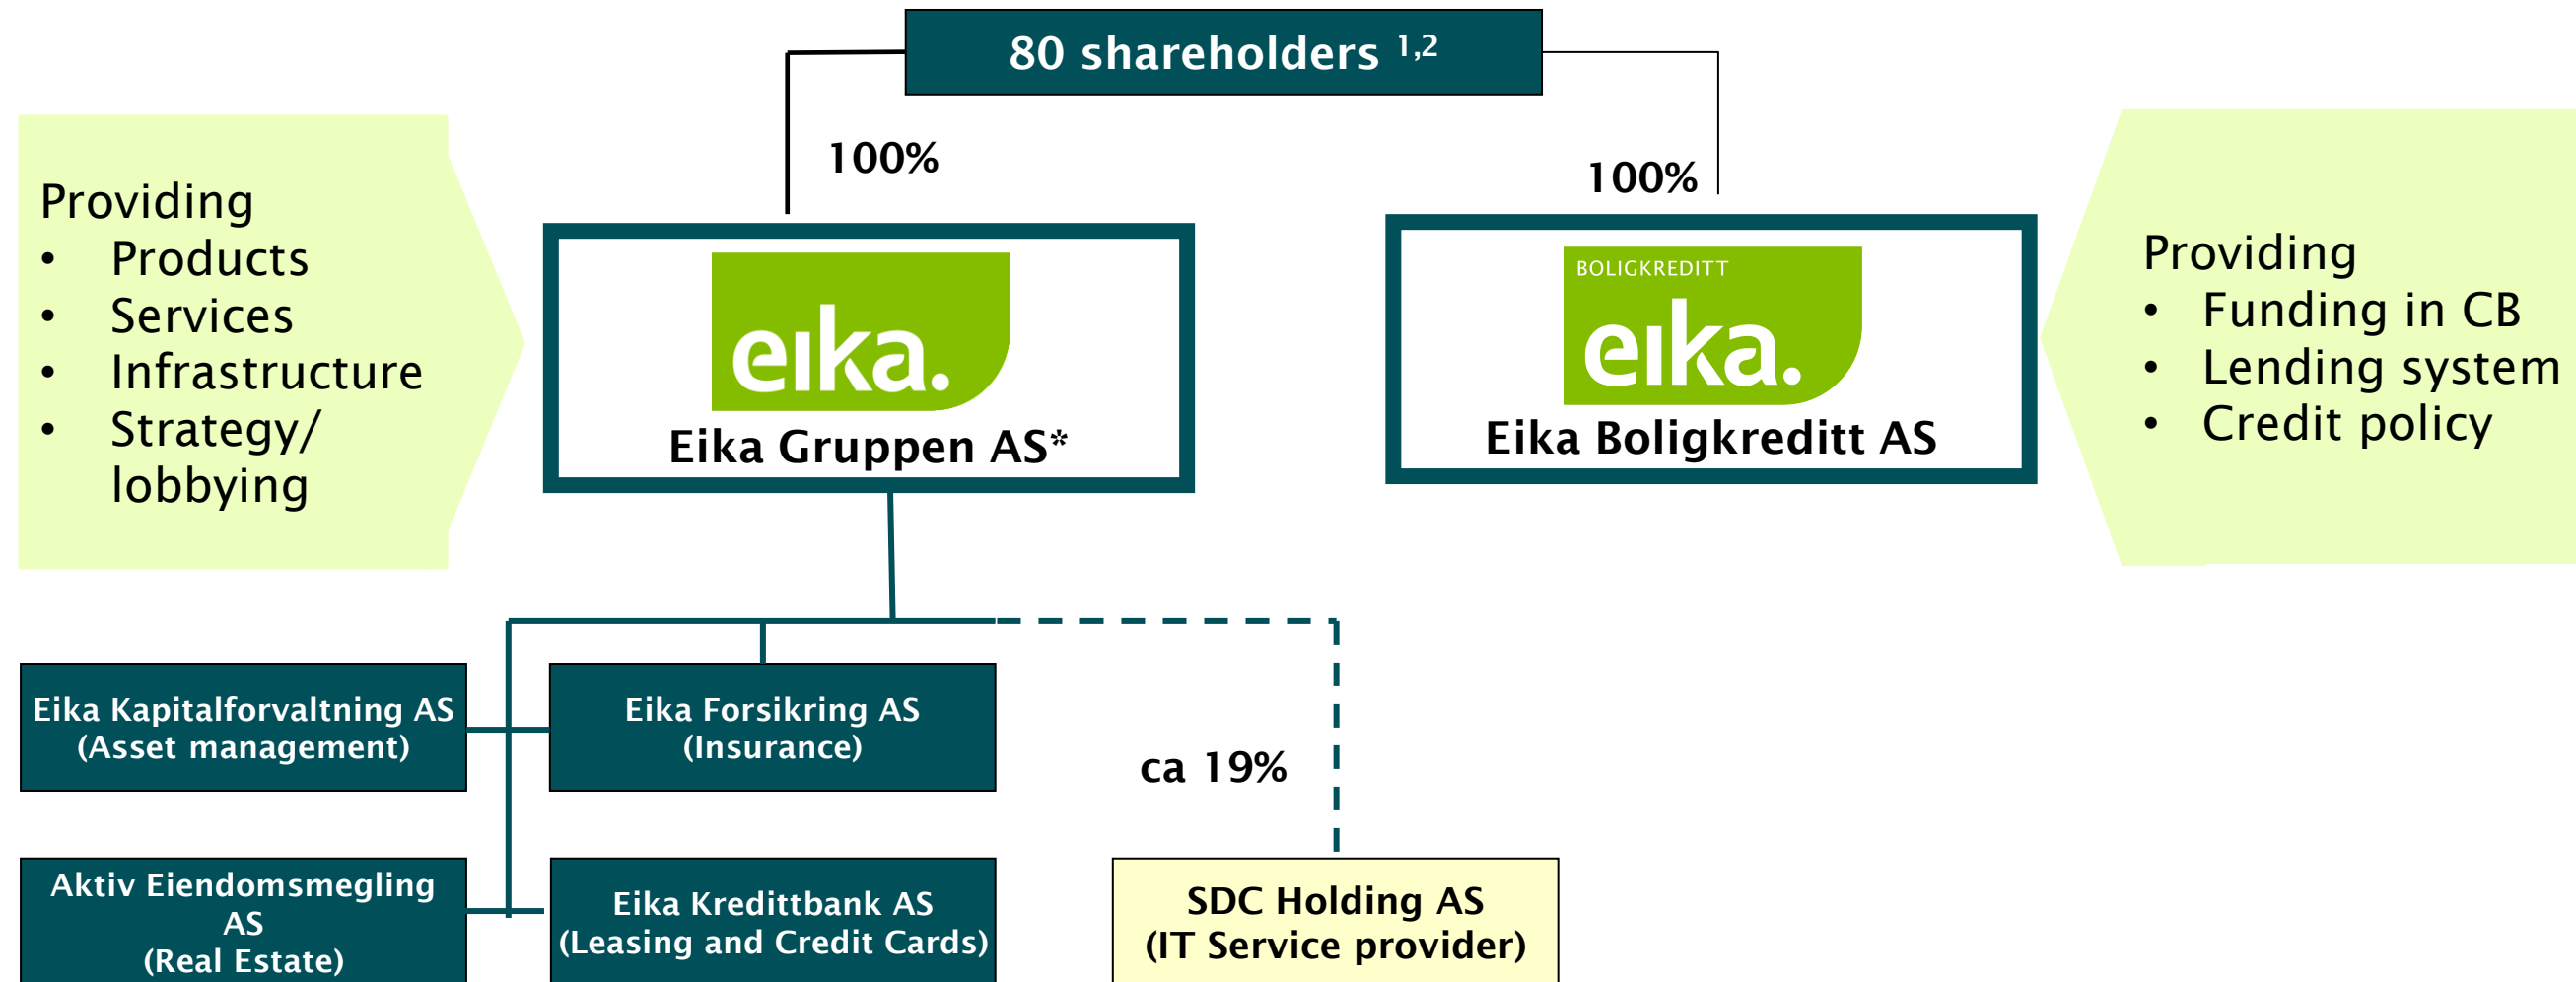 80 shareholders 1,2
100%
100%
Providing
• Products
• Services
• Infrastructure
• Strategy/
lobbying
eika.
Eika Gruppen AS*
BOLIGKREDITT
eika.
Eika Boligkreditt AS
Providing
• Funding in CB
• Lending system
• Credit policy
Eika Kapitalforvaltning AS
(Asset management)
Eika Forsikring AS
(Insurance)
ca 19%
Aktiv Eiendomsmegling
AS
(Real Estate)
Eika Kredittbank AS
(Leasing and Credit Cards)
SDC Holding AS
(IT Service provider)